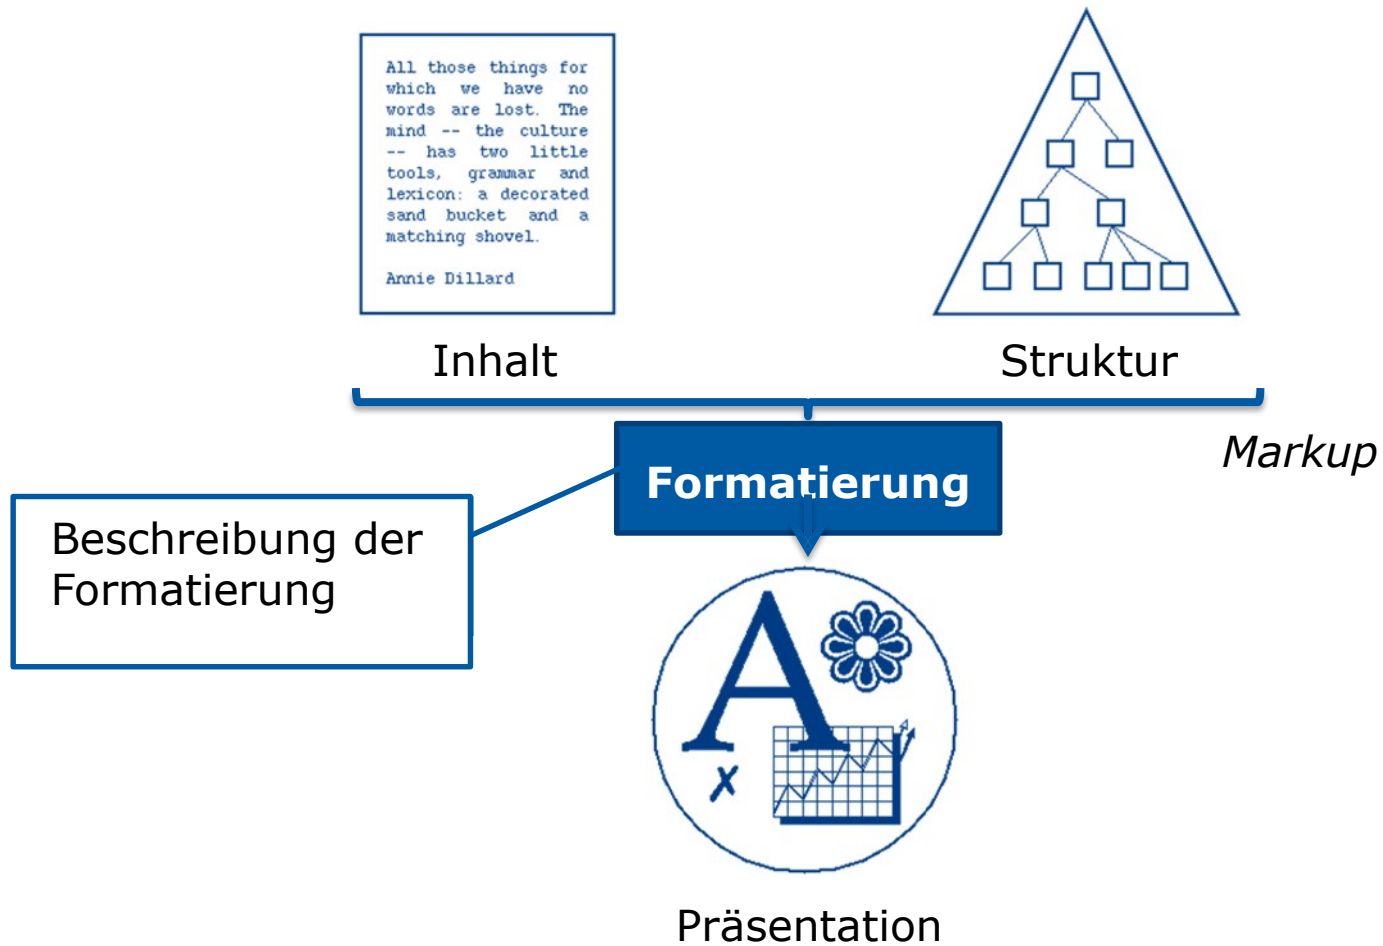 All those things for
which we have no
words are lost. The
mind -- the culture
-- has two little
tools, grammar and
lexicon: a decorated
sand bucket and a
matching shovel.
Annie Dillard
Inhalt
Struktur
Markup
Formatierung
Beschreibung der
Formatierung
A
x
Präsentation